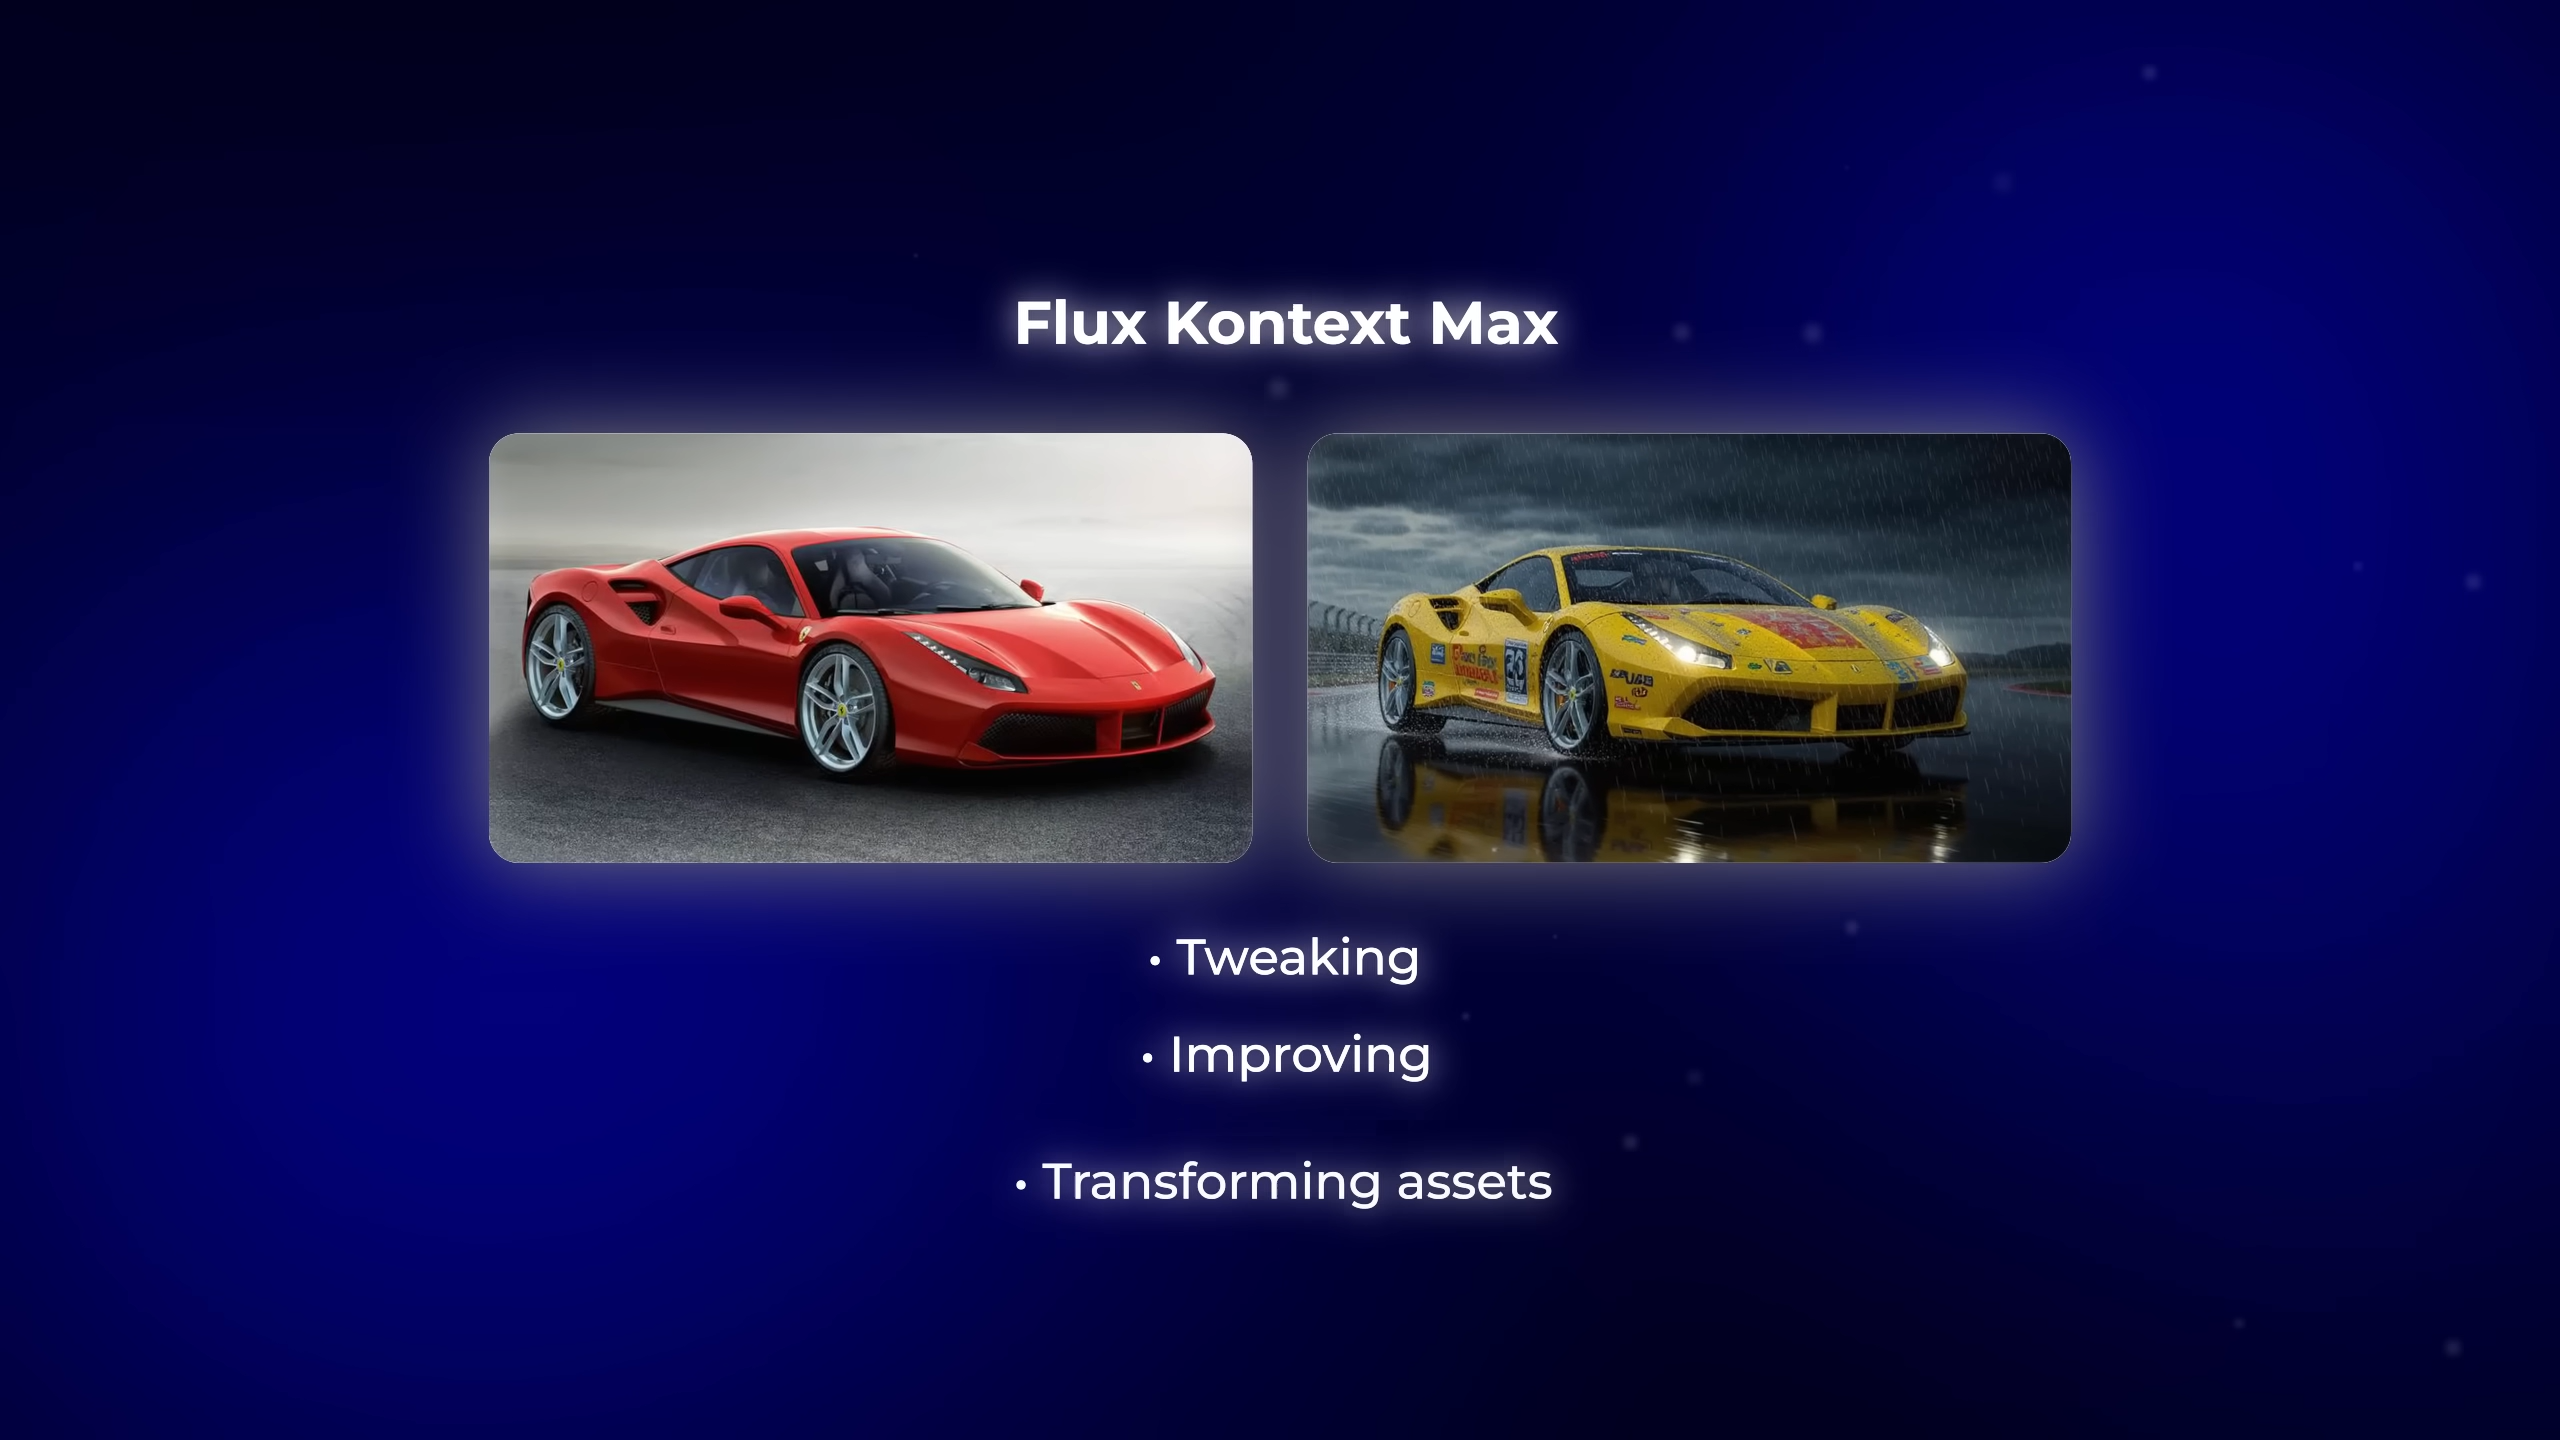 Flux Kontext Max
• Tweaking
• Improving
• Transforming assets